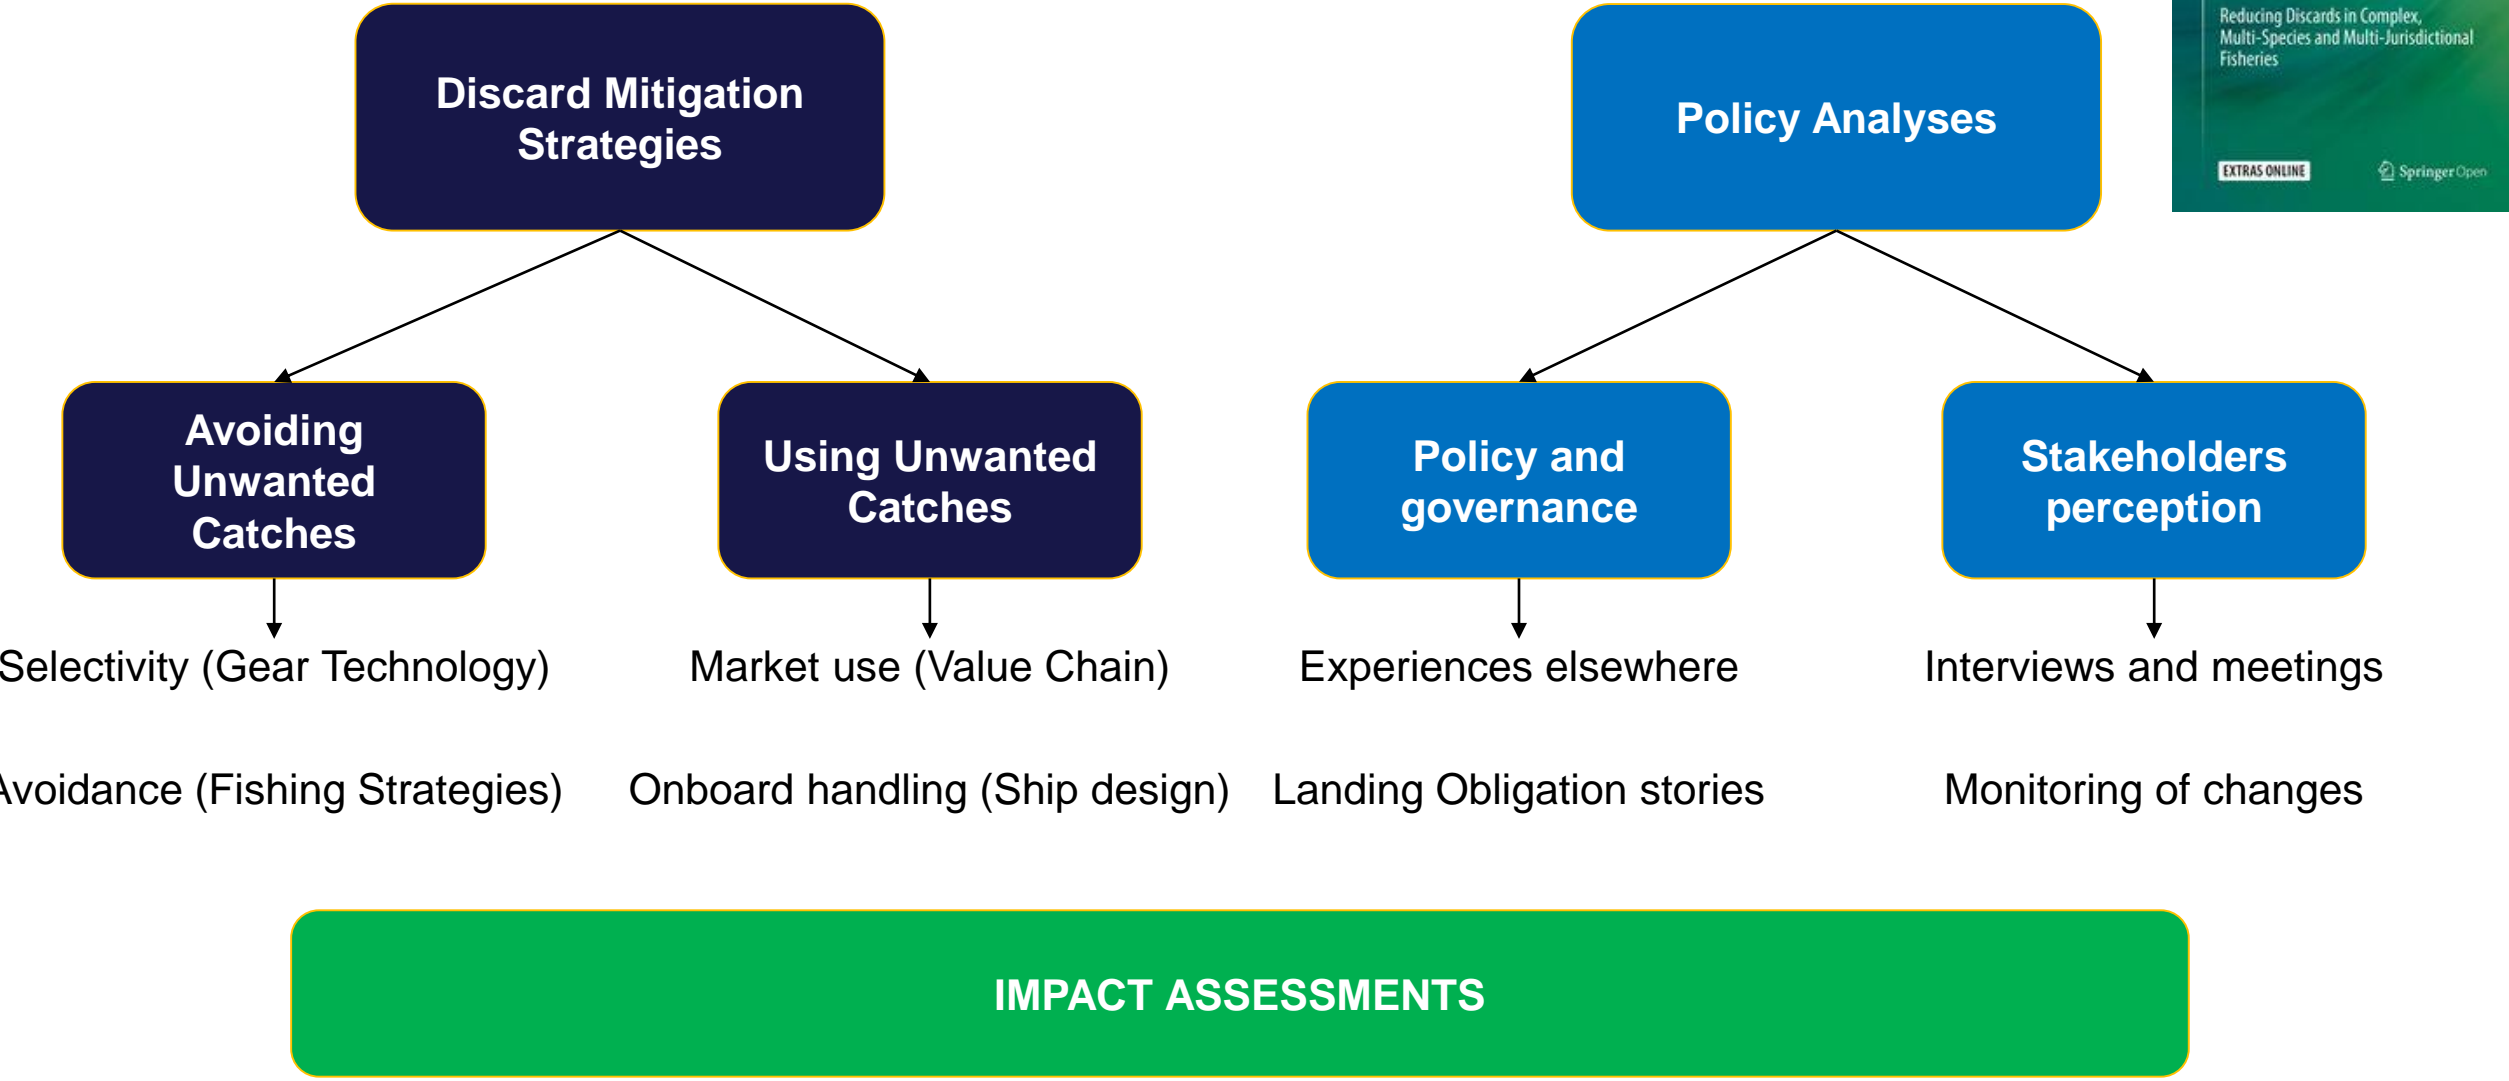 Reducing Discards in Complex,
Multi-Species and Multi-Jurisdictional
Fisheries
EXTRAS ONLINE
Springer Open
Discard Mitigation
Strategies
Policy Analyses
Avoiding
Unwanted
Catches
Using Unwanted
Catches
Policy and
governance
Stakeholders
perception
Selectivity (Gear Technology)
Market use (Value Chain)
Experiences elsewhere
Interviews and meetings
Avoidance (Fishing Strategies)
Onboard handling (Ship design)
Landing Obligation stories
Monitoring of changes
IMPACT ASSESSMENTS